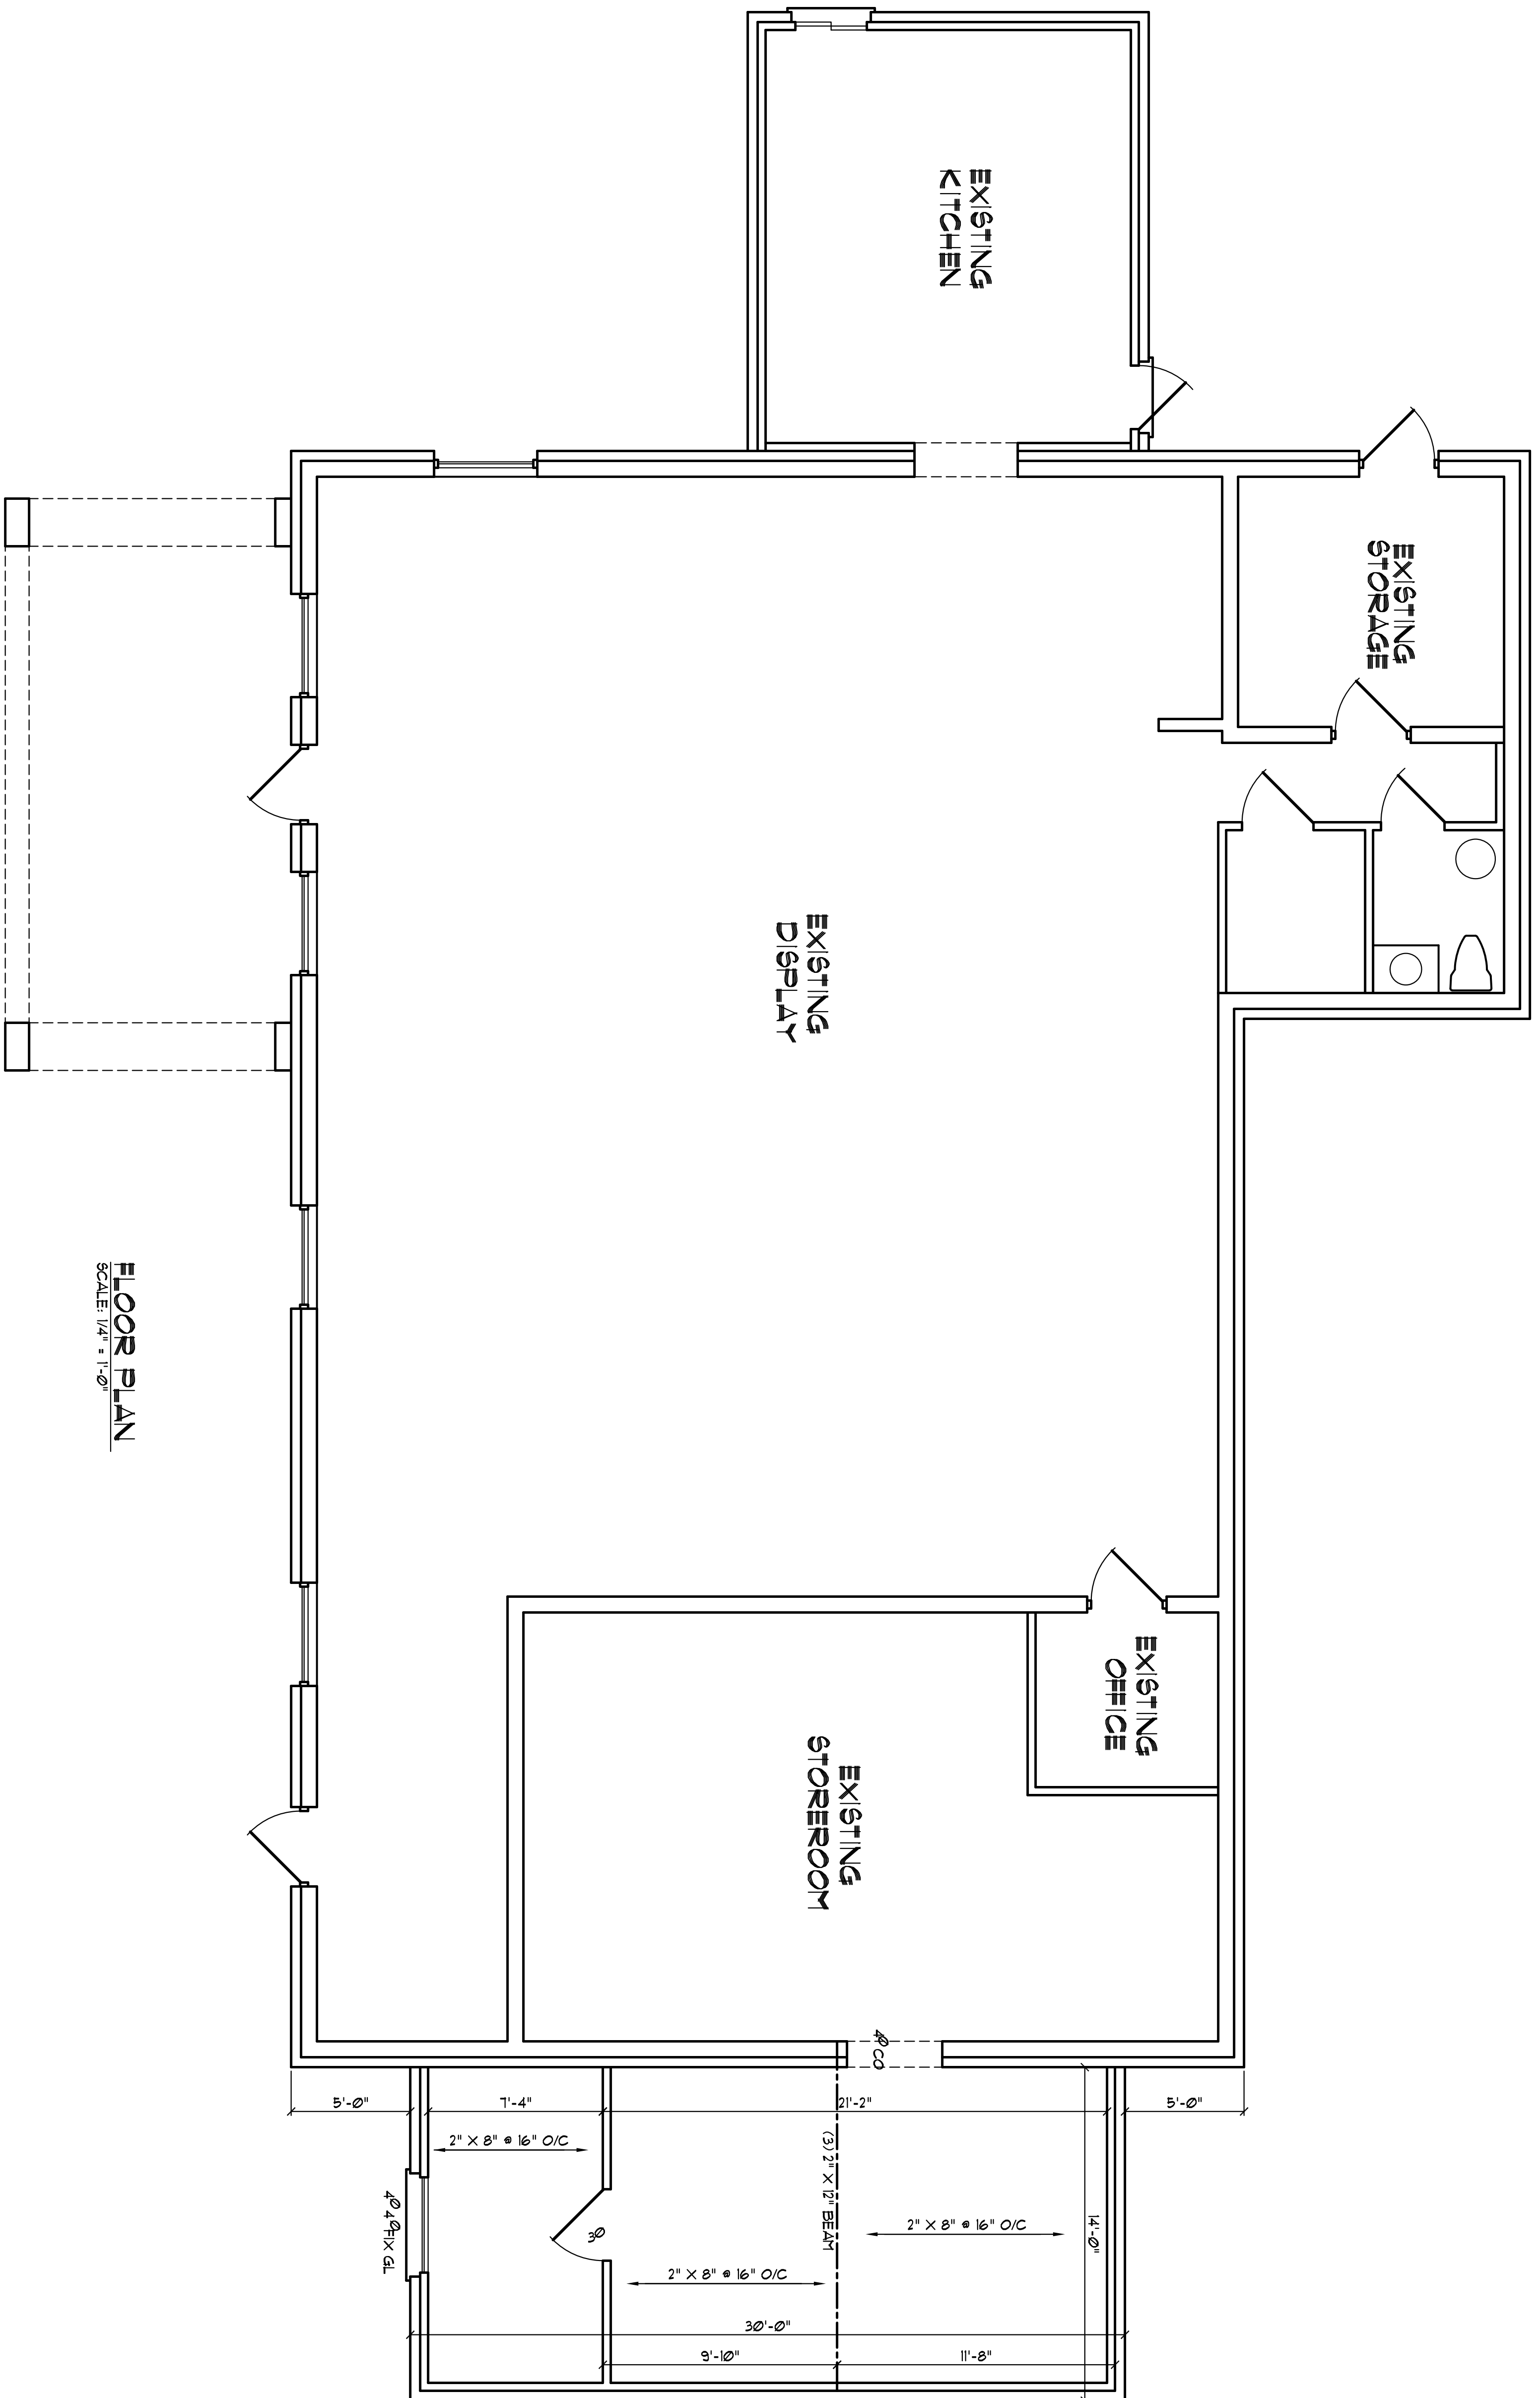 EXISTING
KITCHEN
EXISTING
STORAGE
EXISTING
DISPLAY
FLOOR PLAN
SCALE: 1/4" = 1'-0"
EXISTING
OFFICE
EXISTING
STOREROOM
40 CO
5'-0"
7'-4"
21'-2"
5'-0"
2" X 8" @ 16" O/C
(3) 2" X 12" BEAM
40 40 FIX GL
30
2" X 8" @ 16" O/C
14'-0"
2" X 8" @ 16" O/C
30'-0"
9'-10"
11'-8"